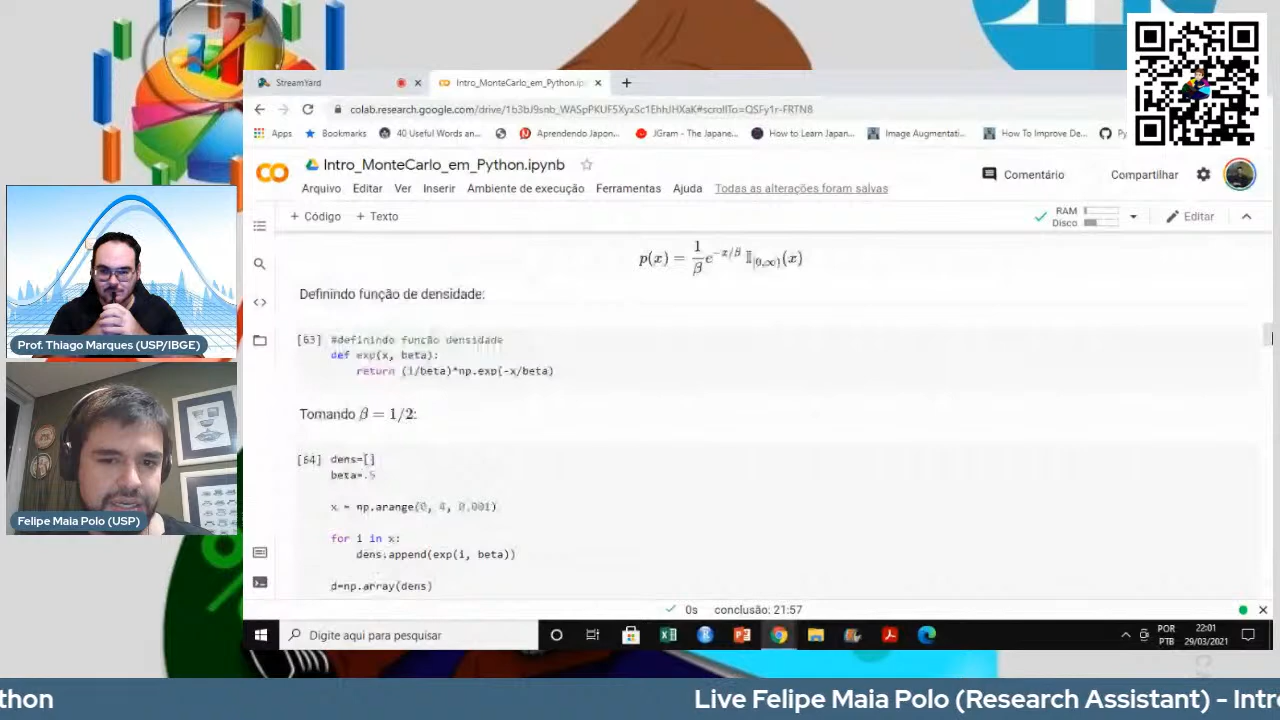 StreamYard
Intro_MonteCarlo_em_Python.ip
colab.research.google.com/drive/
Apps
Bookmarks
40 Useful Words an...
Aprendendo Japon...
JGram - The Japane...
How to Learn Japan...
Image Augmentati...
How To Improve De...
Intro_MonteCarlo_em_Python.ipynb
Comentário
Compartilhar
Arquivo Editar Ver Inserir Ambiente de execução Ferramentas Ajuda Todas as alterações foram salvas
+ Código + Texto
RAM
Disco
Editar
p(x) = 1/β e^{-x/β} 𝕀_{[0,∞)}(x)
Definindo função de densidade:
[63] #definindo função densidade
def exp(x, beta):
return (1/beta)*np.exp(-x/beta)
Tomando β = 1/2:
[64] dens=[]
beta=.5
x = np.arange(0, 4, 0.001)
for i in x:
dens.append(exp(i, beta))
d=np.array(dens)
0s conclusão: 21:57
Digite aqui para pesquisar
POR
PTB
22:01
29/03/2021
Prof. Thiago Marques (USP/IBGE)
Felipe Maia Polo (USP)
thon
Live Felipe Maia Polo (Research Assistant) - Intr